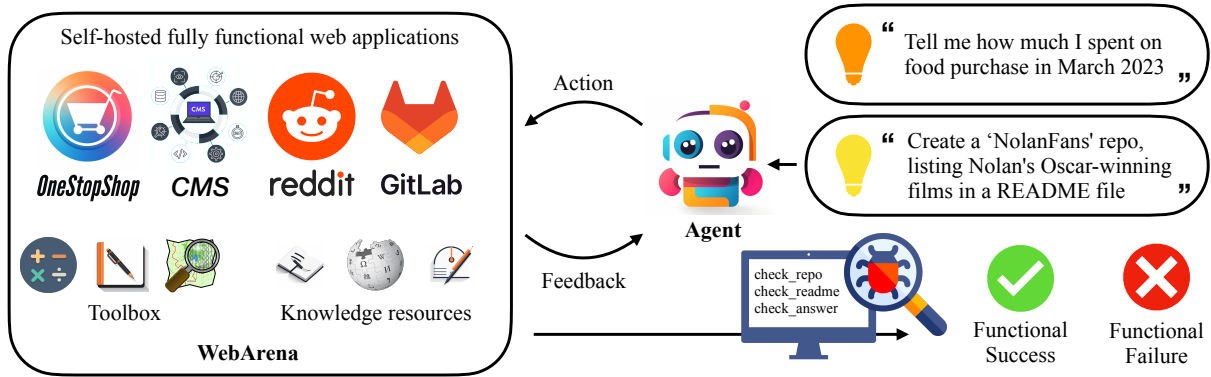 Self-hosted fully functional web applications
CMS
OneStopShop
CMS
reddit
GitLab
Toolbox
Knowledge resources
WebArena
Action
Feedback
Agent
“ Tell me how much I spent on
food purchase in March 2023 ”
“ Create a ‘NolanFans' repo,
listing Nolan's Oscar-winning
films in a README file ”
check_repo
check_readme
check_answer
Functional
Success
Functional
Failure